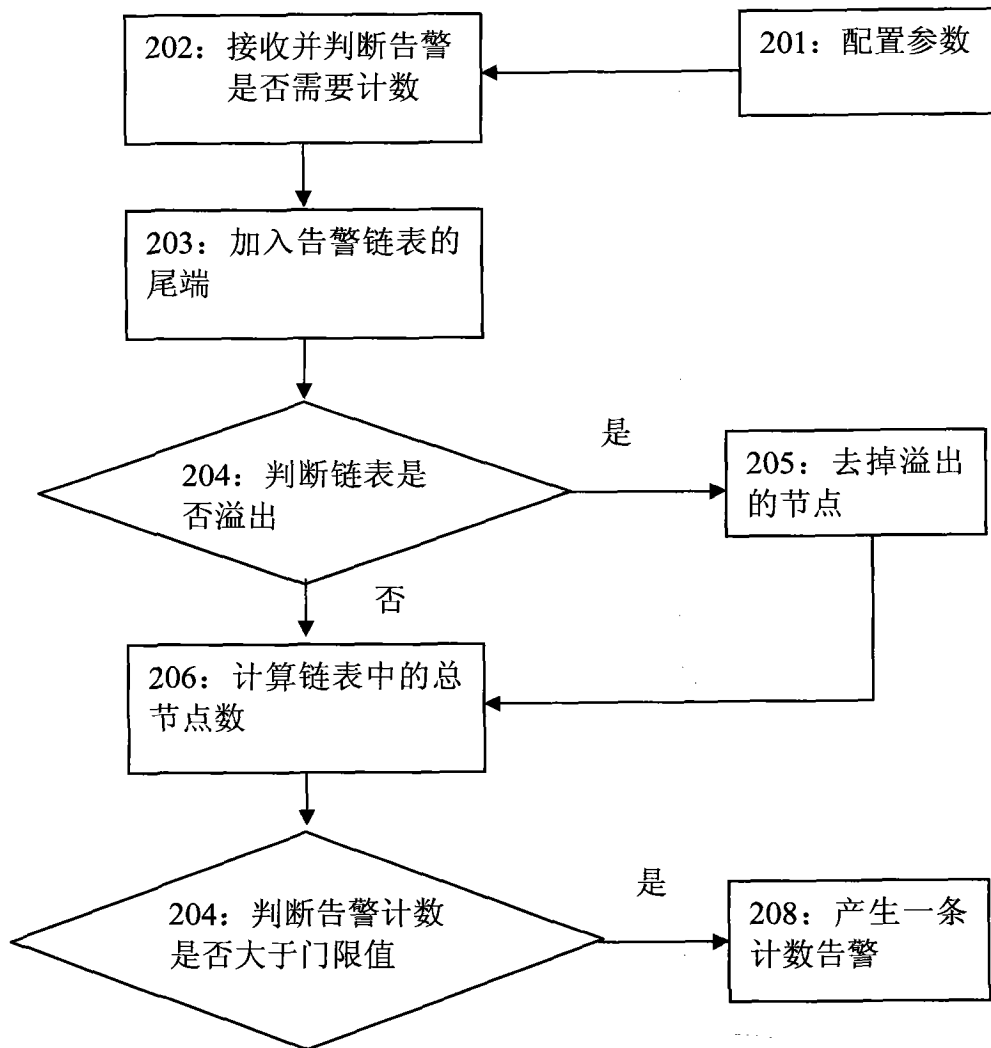 202：接收并判断告警
是否需要计数
201：配置参数
203：加入告警链表的
尾端
是
204：判断链表是
否溢出
205：去掉溢出
的节点
否
206：计算链表中的总
节点数
是
204：判断告警计数
是否大于门限值
208：产生一条
计数告警